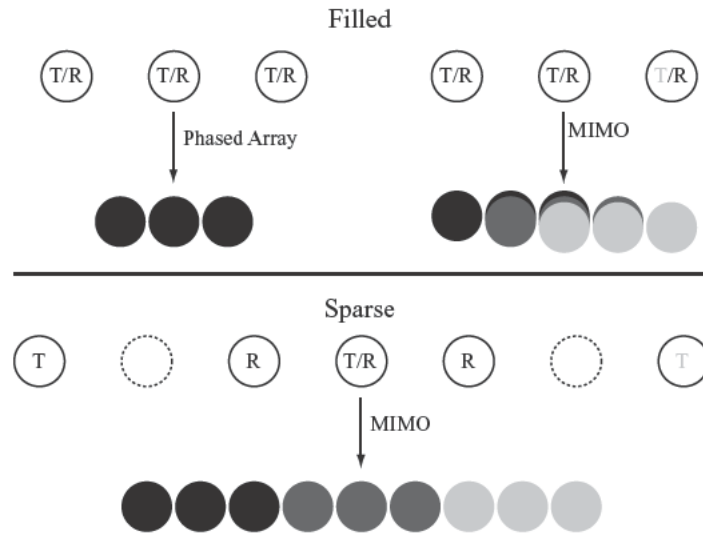 Filled
T/R T/R T/R T/R T/R T/R
Phased Array
MIMO
Sparse
T R T/R R T
MIMO